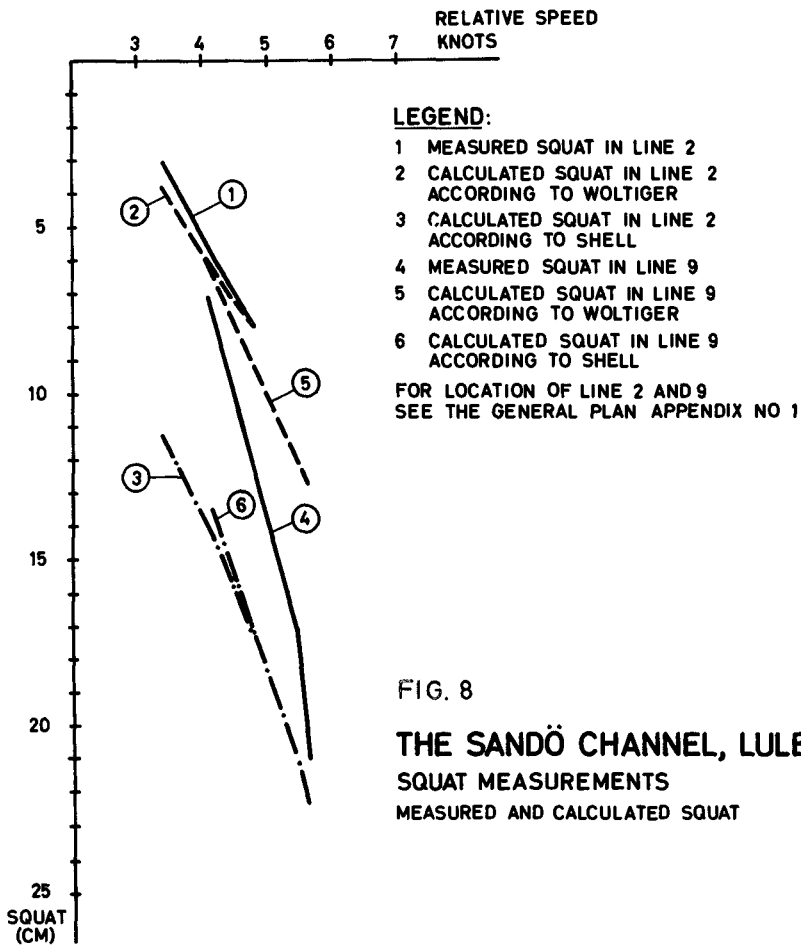 RELATIVE SPEED
KNOTS
3 4 5 6 7
LEGEND:
1 MEASURED SQUAT IN LINE 2
2 CALCULATED SQUAT IN LINE 2
ACCORDING TO WOLTIGER
3 CALCULATED SQUAT IN LINE 2
ACCORDING TO SHELL
4 MEASURED SQUAT IN LINE 9
5 CALCULATED SQUAT IN LINE 9
ACCORDING TO WOLTIGER
6 CALCULATED SQUAT IN LINE 9
ACCORDING TO SHELL
FOR LOCATION OF LINE 2 AND 9
SEE THE GENERAL PLAN APPENDIX NO 1
1
2
5
5
10
3
6
4
15
20
25
SQUAT
(CM)
FIG. 8
THE SANDÖ CHANNEL, LULE
SQUAT MEASUREMENTS
MEASURED AND CALCULATED SQUAT